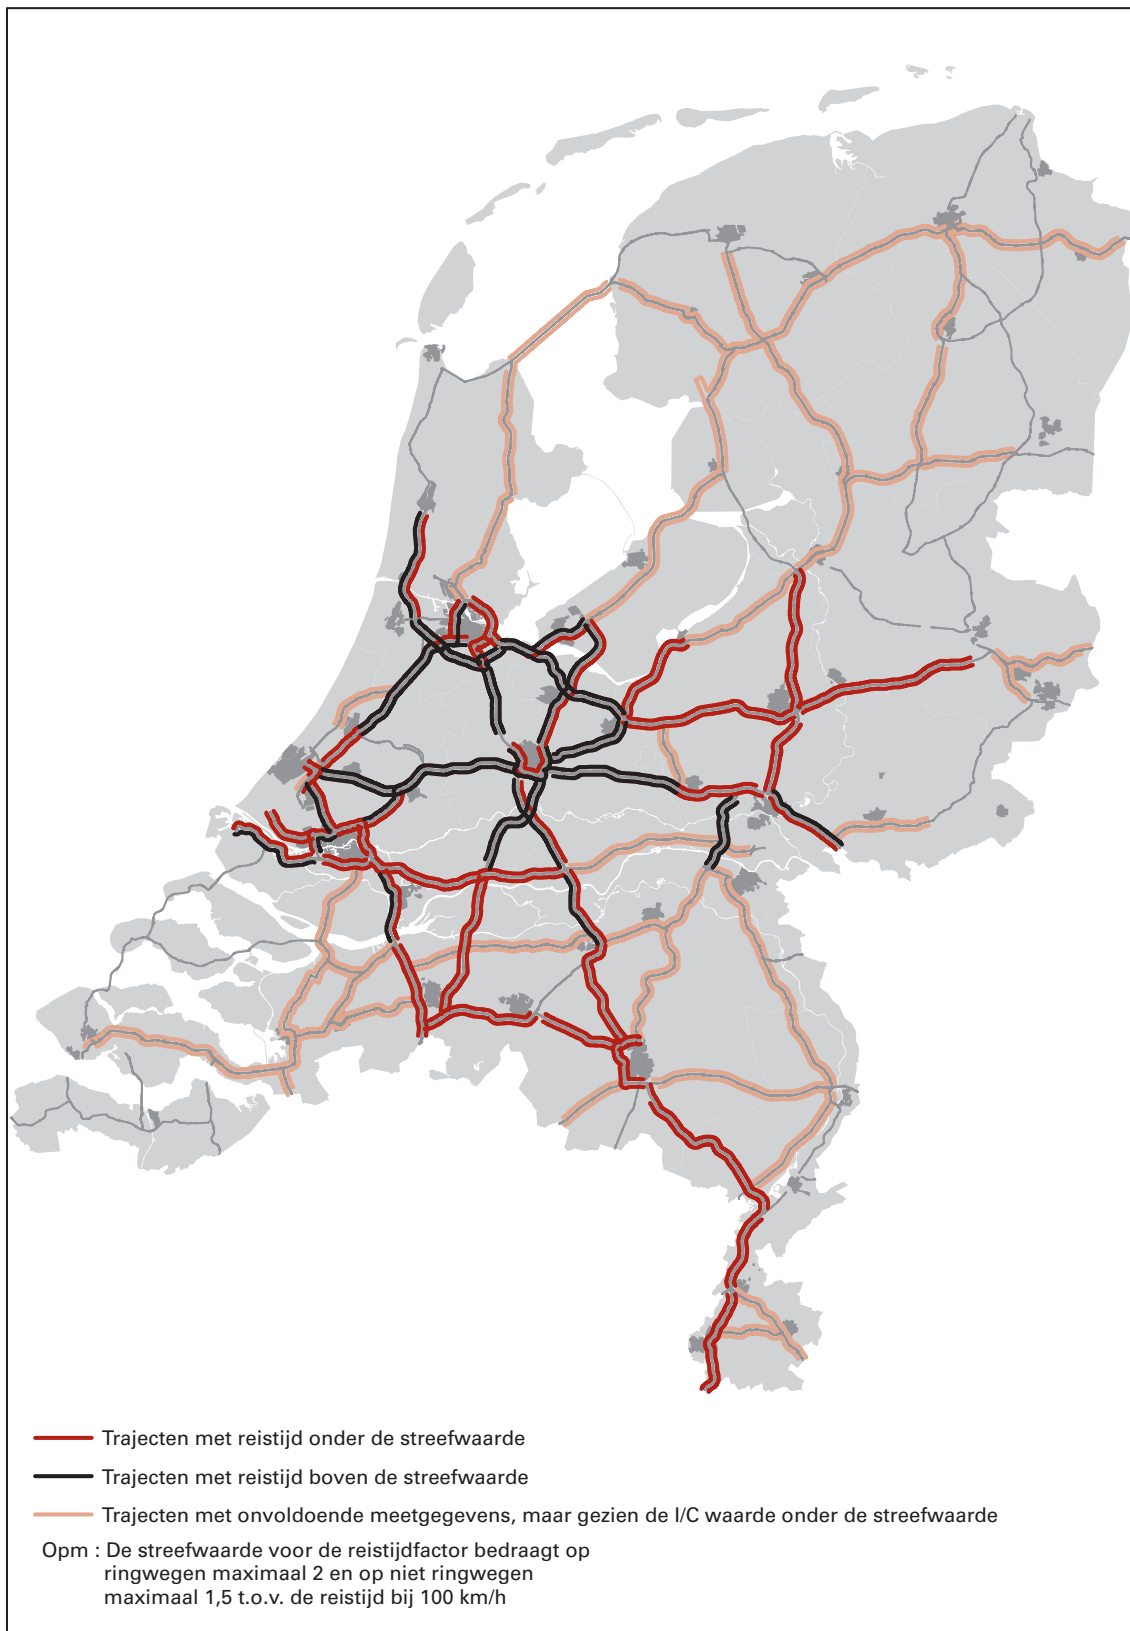 Trajecten met reistijd onder de streefwaarde
Trajecten met reistijd boven de streefwaarde
Trajecten met onvoldoende meetgegevens, maar gezien de I/C waarde onder de streefwaarde
Opm : De streefwaarde voor de reistijdfactor bedraagt op
ringwegen maximaal 2 en op niet ringwegen
maximaal 1,5 t.o.v. de reistijd bij 100 km/h